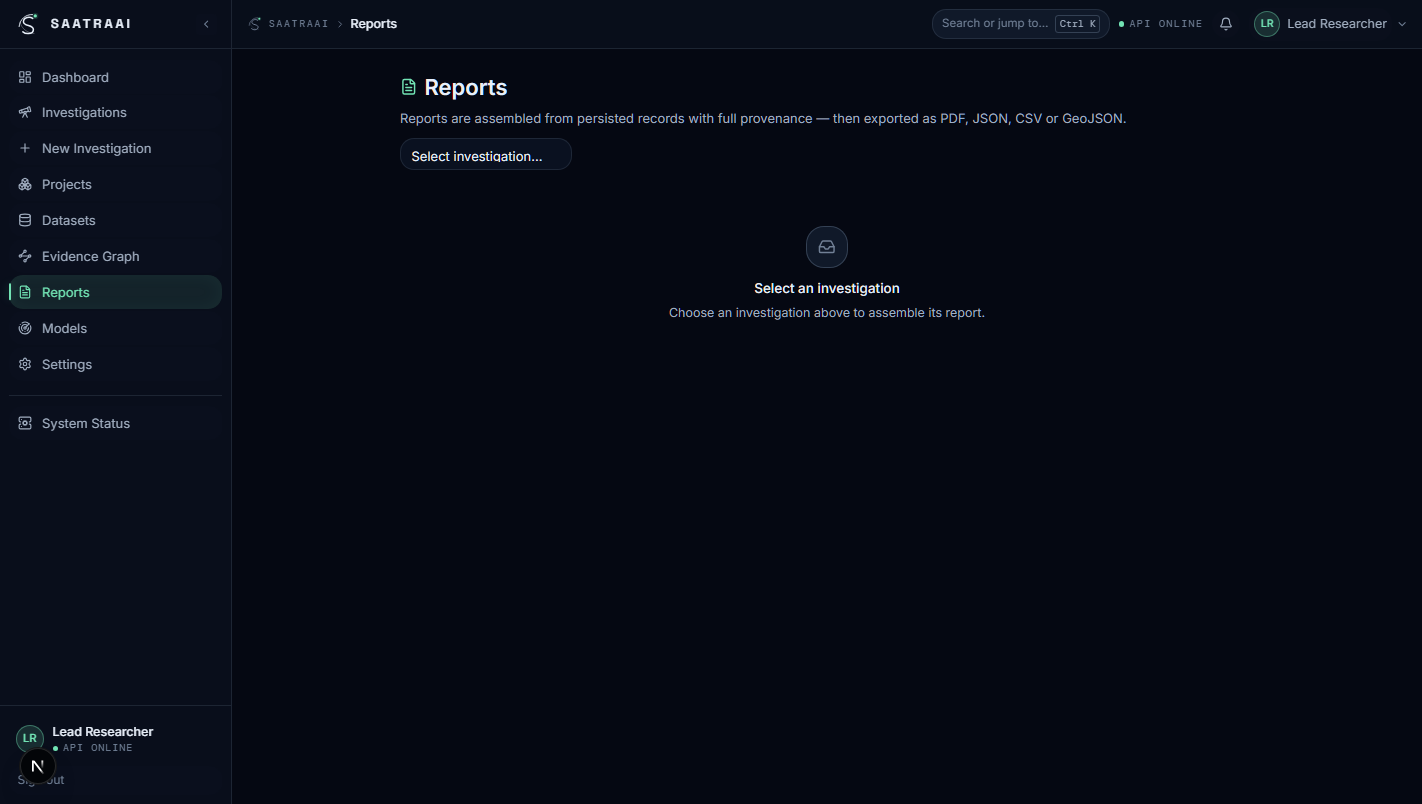 SAATRAAI
SAATRAAI > Reports
Search or jump to... Ctrl K
API ONLINE
LR Lead Researcher
Dashboard
Investigations
New Investigation
Projects
Datasets
Evidence Graph
Reports
Models
Settings
System Status
Reports
Reports are assembled from persisted records with full provenance — then exported as PDF, JSON, CSV or GeoJSON.
Select investigation...
Select an investigation
Choose an investigation above to assemble its report.
LR Lead Researcher
API ONLINE
N